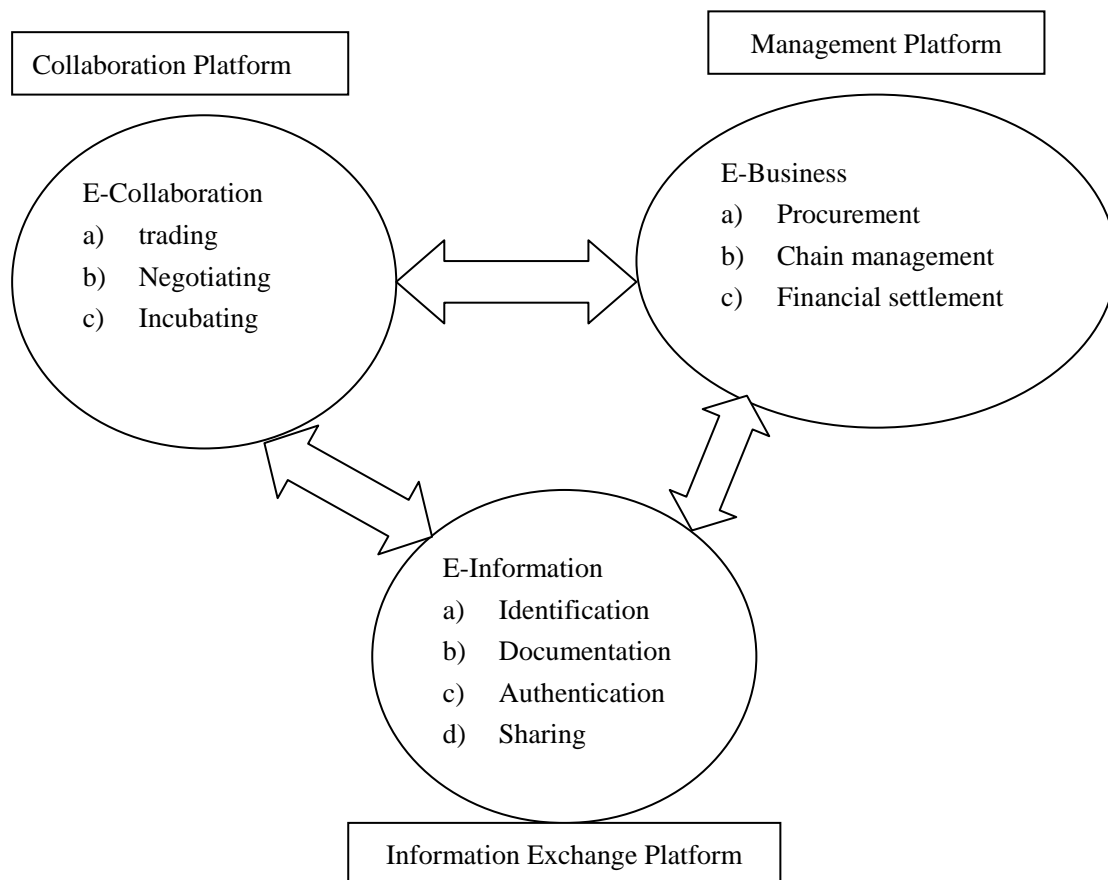 Collaboration Platform
Management Platform
E-Collaboration
a) trading
b) Negotiating
c) Incubating
E-Business
a) Procurement
b) Chain management
c) Financial settlement
E-Information
a) Identification
b) Documentation
c) Authentication
d) Sharing
Information Exchange Platform